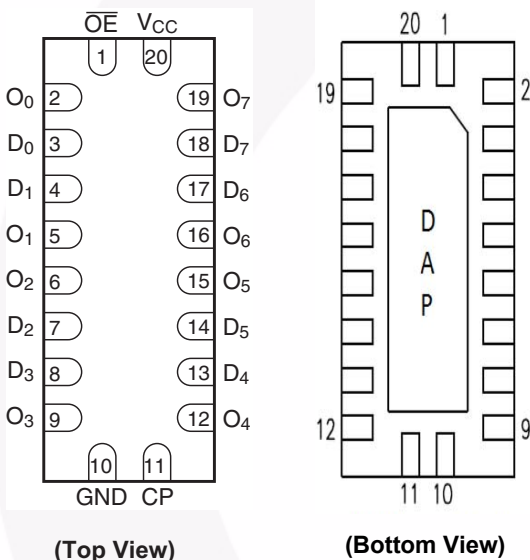 OE VCC
1 20
O0 2 19 O7
D0 3 18 D7
D1 4 17 D6
O1 5 16 O6
O2 6 15 O5
D2 7 14 D5
D3 8 13 D4
O3 9 12 O4
10 11
GND CP
(Top View)
20 1
19 2
D
A
P
12 9
11 10
(Bottom View)